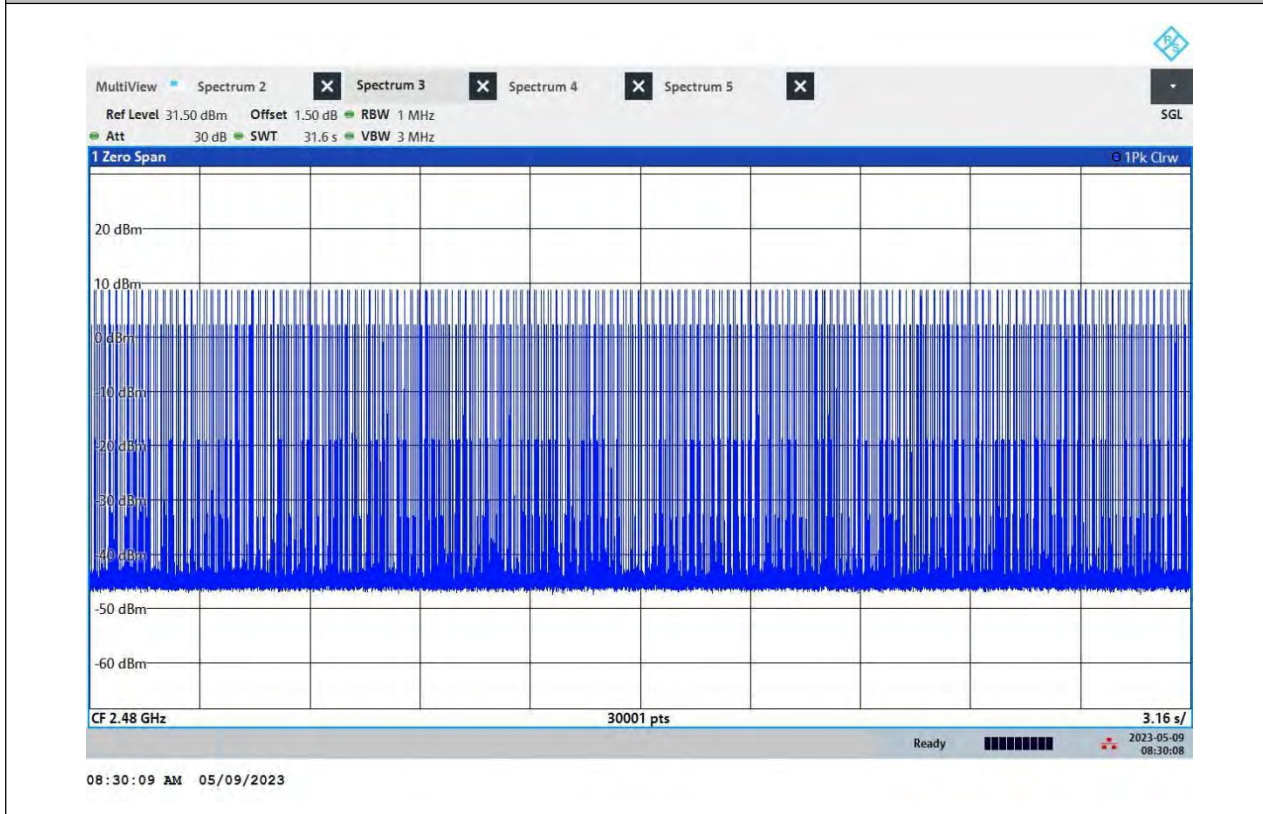 R&S
MultiView Spectrum 2 X Spectrum 3 X Spectrum 4 X Spectrum 5 X
Ref Level 31.50 dBm Offset 1.50 dB RBW 1 MHz SGL
Att 30 dB SWT 31.6 s VBW 3 MHz
1 Zero Span 1Pk Clrw
20 dBm
10 dBm
0 dBm
-10 dBm
-20 dBm
-30 dBm
-40 dBm
-50 dBm
-60 dBm
CF 2.48 GHz 30001 pts 3.16 s/
Ready 2023-05-09
08:30:08
08:30:09 AM 05/09/2023